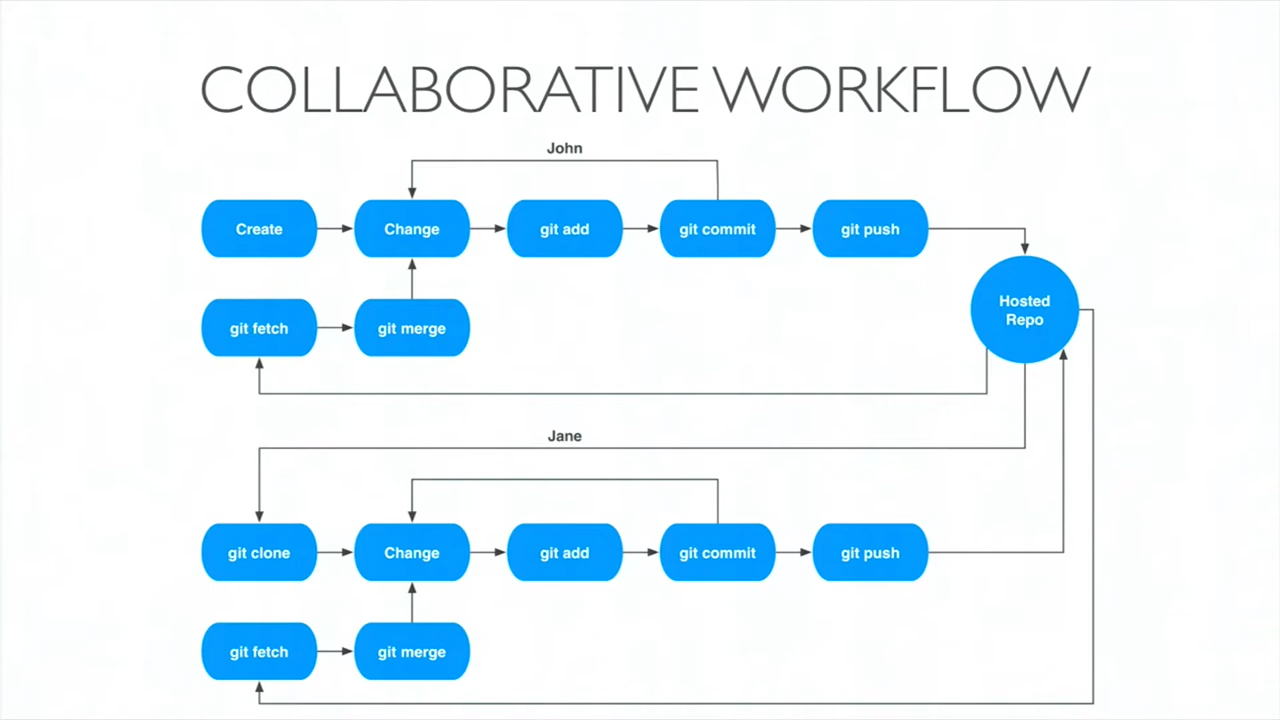 COLLABORATIVE WORKFLOW
John
Create
Change
git add
git commit
git push
Hosted
Repo
git fetch
git merge
Jane
git clone
Change
git add
git commit
git push
git fetch
git merge